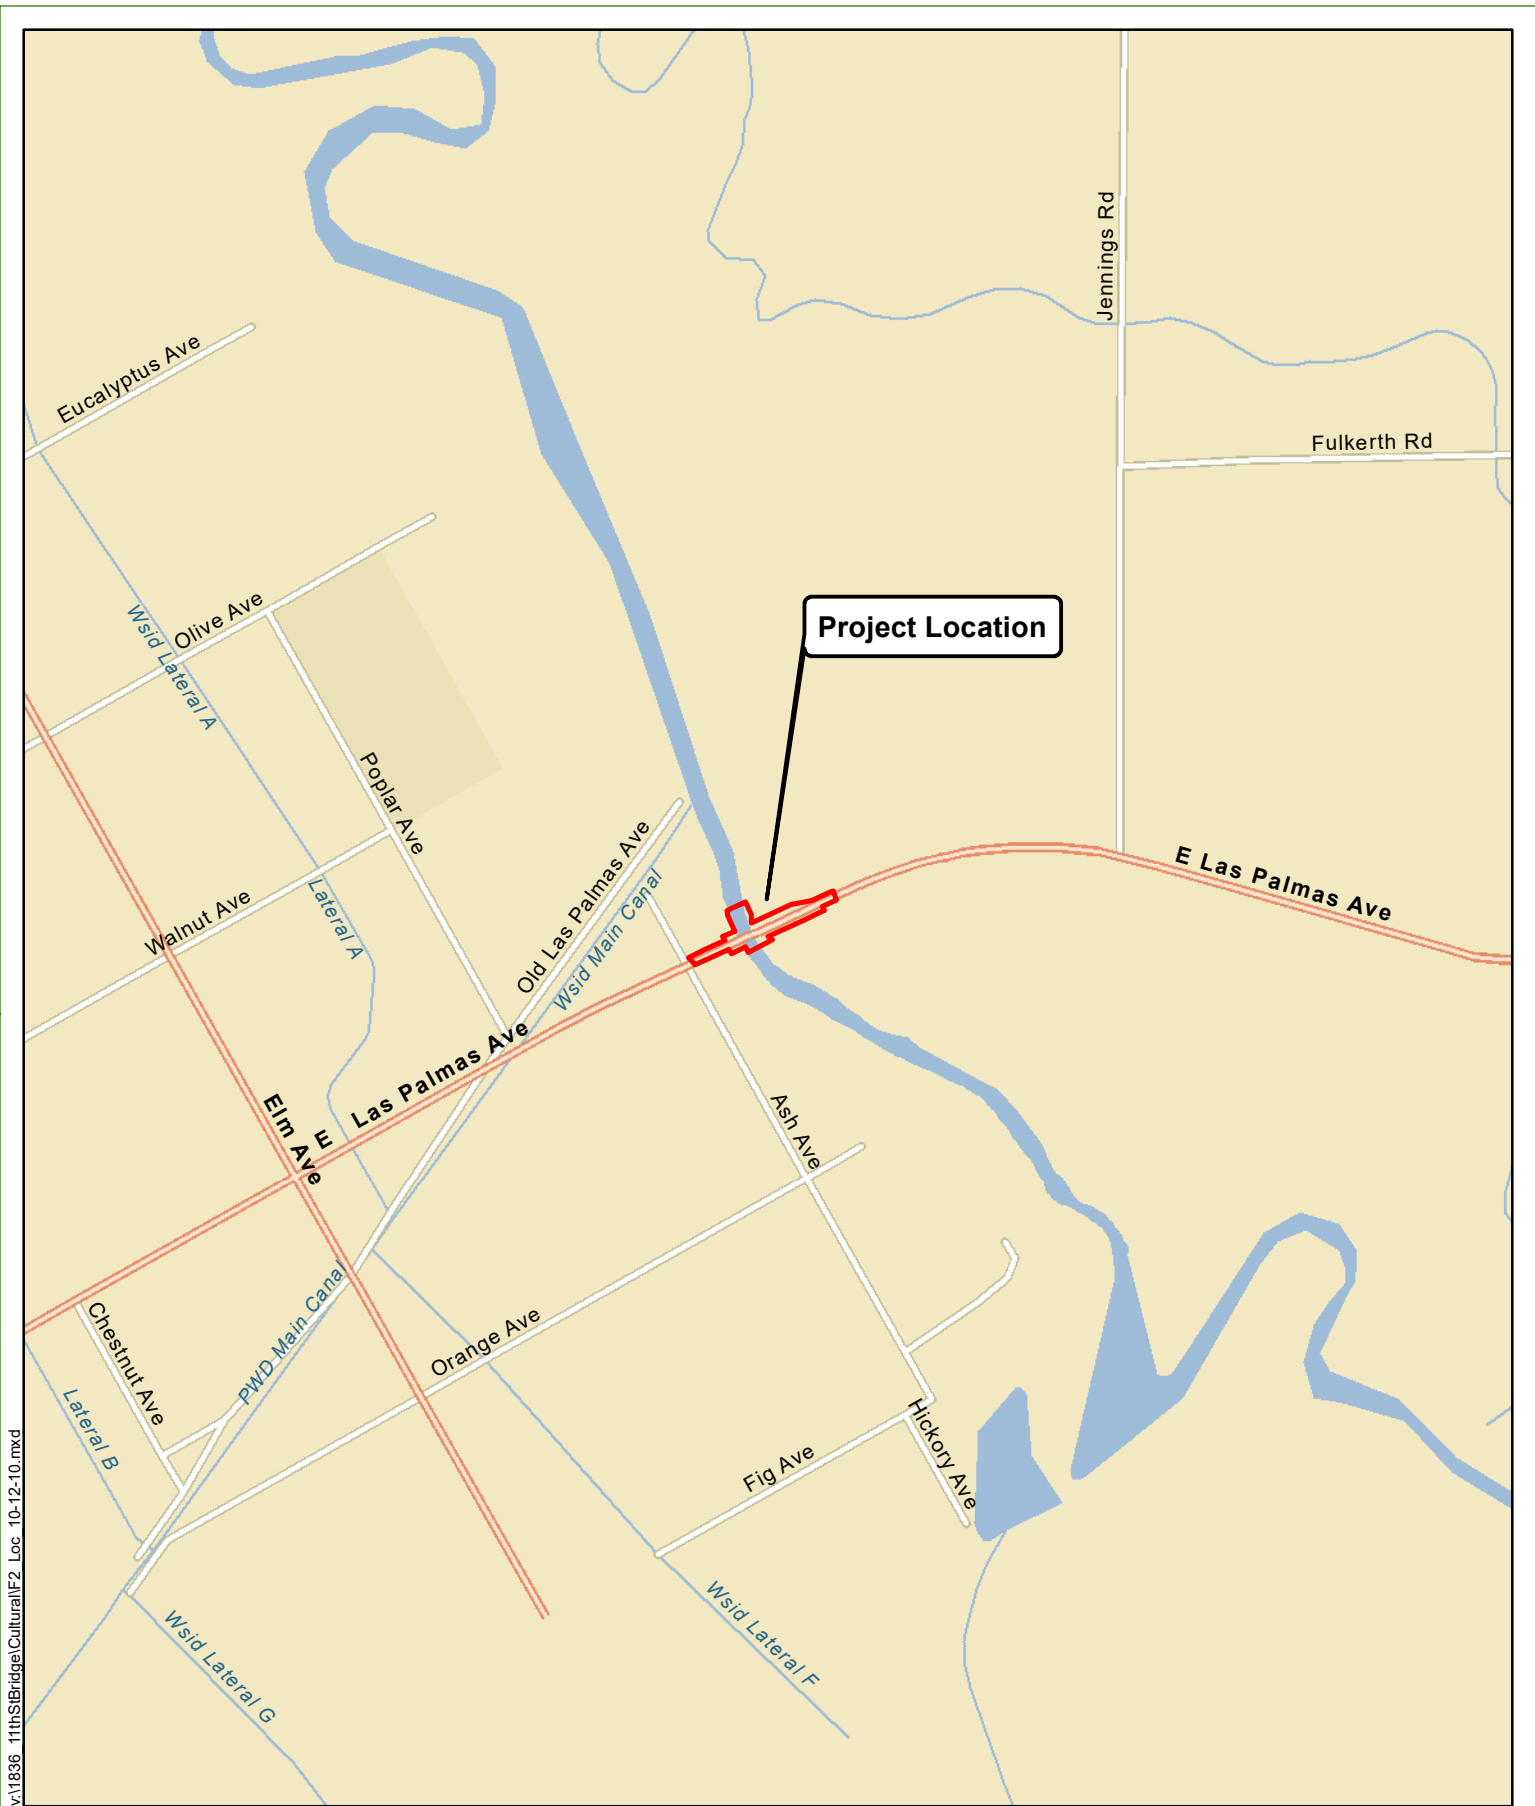 Jennings Rd
Eucalyptus Ave
Fulkerth Rd
Olive Ave
Wsid Lateral A
Project Location
Poplar Ave
Old Las Palmas Ave
Wsid Main Canal
E Las Palmas Ave
Walnut Ave
Lateral A
E Las Palmas Ave
Elm Ave
Ash Ave
PWD Main Canal
Chestnut Ave
Orange Ave
Lateral B
Hickory Ave
Fig Ave
Wsid Lateral F
Wsid Lateral G
v:\1836_11thStBridge\Cultural\F2_Loc_10-12-10.mxd